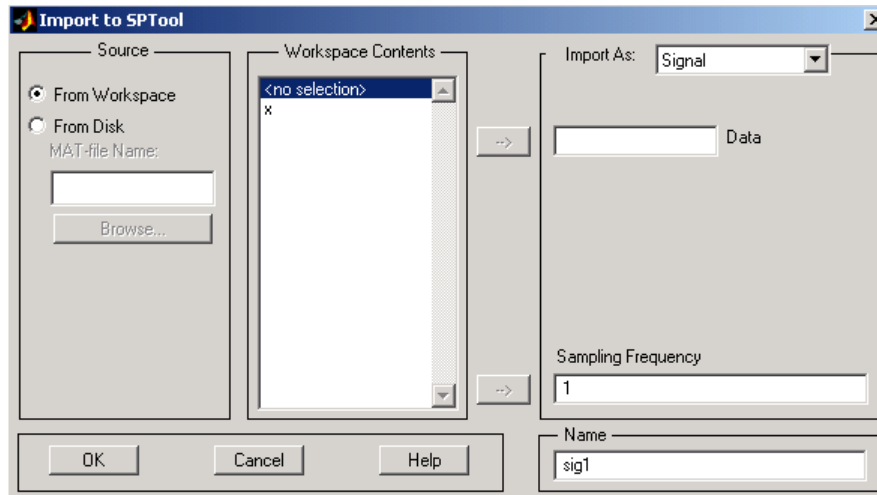 Import to SPTool
Source
From Workspace
From Disk
MAT-file Name:
Browse...
Workspace Contents
<no selection>
x
-->
-->
Import As:
Signal
Data
Sampling Frequency
1
OK
Cancel
Help
Name
sig1